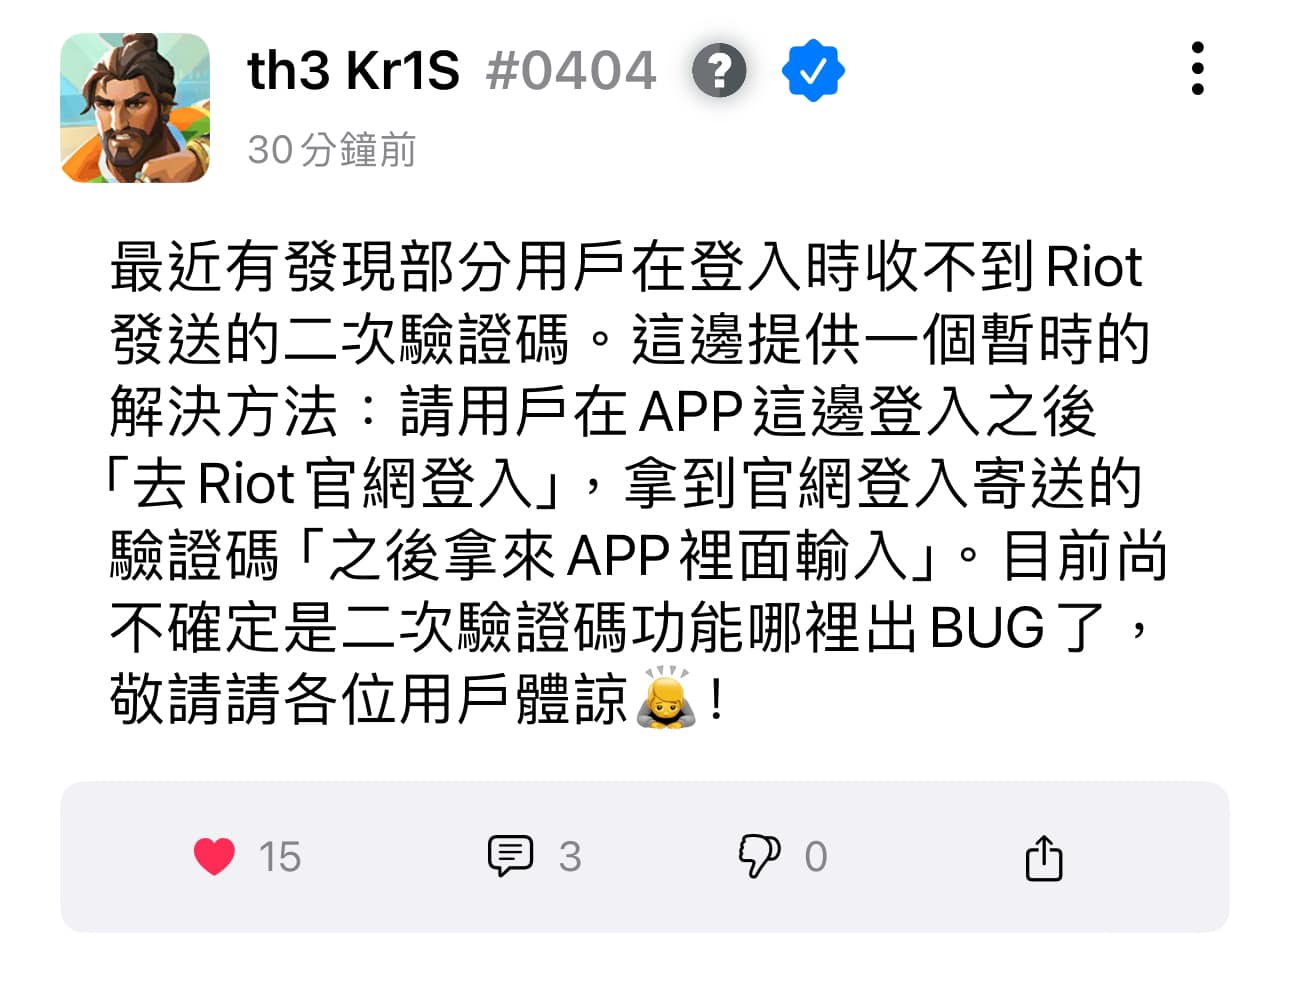 th3 Kr1S #0404
30分鐘前
最近有發現部分用戶在登入時收不到Riot
發送的二次驗證碼。這邊提供一個暫時的
解決方法：請用戶在APP這邊登入之後
「去Riot官網登入」，拿到官網登入寄送的
驗證碼「之後拿來APP裡面輸入」。目前尚
不確定是二次驗證碼功能哪裡出BUG了，
敬請請各位用戶體諒🙇！
15 3 0